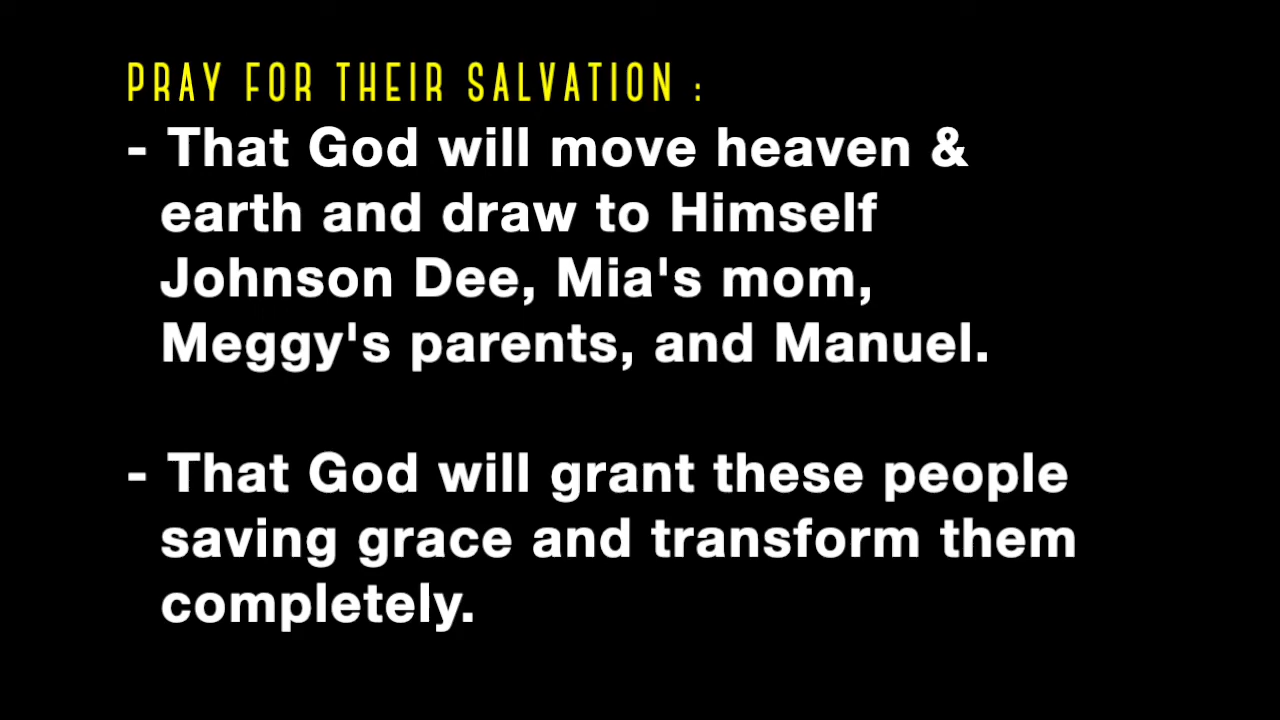 PRAY FOR THEIR SALVATION :
- That God will move heaven &
earth and draw to Himself
Johnson Dee, Mia's mom,
Meggy's parents, and Manuel.
- That God will grant these people
saving grace and transform them
completely.